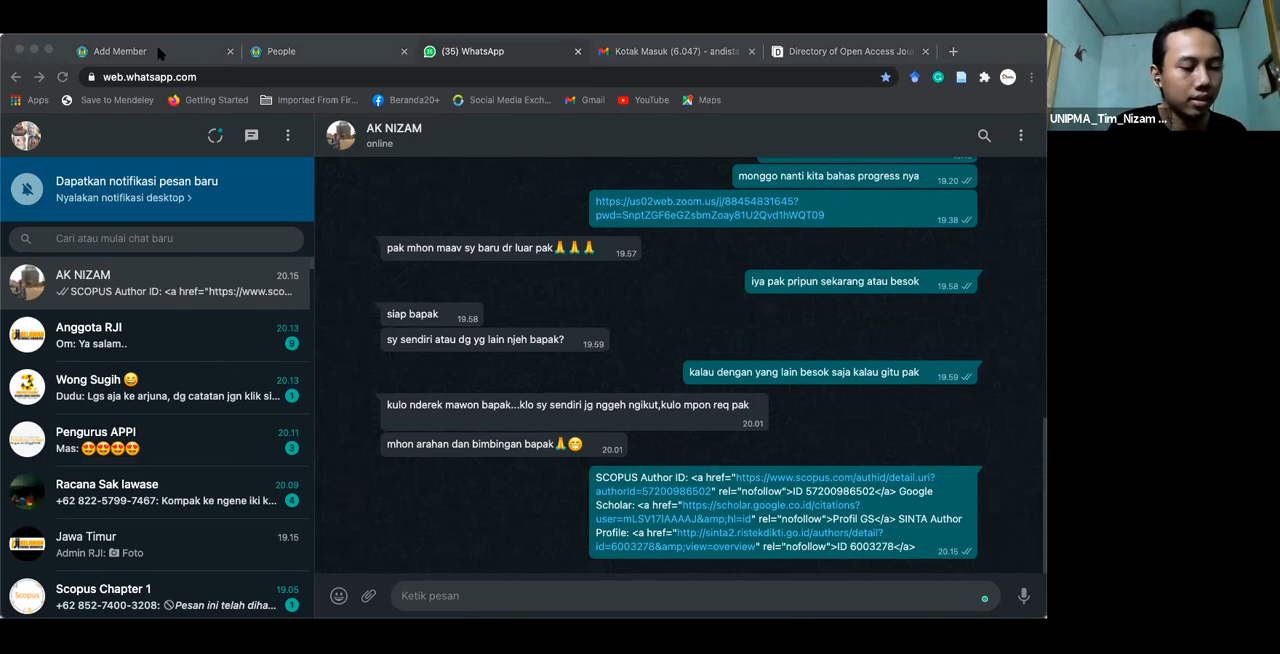 Add Member
People
(35) WhatsApp
Kotak Masuk (6.047) - andista
Directory of Open Access Jou
web.whatsapp.com
Apps
Save to Mendeley
Getting Started
Imported From Fir...
Beranda20+
Social Media Exch...
Gmail
YouTube
Maps
UNIPMA_Tim_Nizam ...
AK NIZAM
online
Dapatkan notifikasi pesan baru
Nyalakan notifikasi desktop >
Cari atau mulai chat baru
AK NIZAM
20.15
SCOPUS Author ID: <a href="https://www.sco...
Anggota RJI
20.13
Om: Ya salam..
9
Wong Sugih 😅
20.13
Dudu: Lgs aja ke arjuna, dg catatan jgn klik si...
1
Pengurus APPI
20.11
Mas: 😍😍😍😍
3
Racana Sak lawase
20.09
+62 822-5799-7467: Kompak ke ngene iki k...
4
Jawa Timur
19.15
Admin RJI: Foto
Scopus Chapter 1
19.05
+62 852-7400-3208: Pesan ini telah diha...
1
monggo nanti kita bahas progress nya
19.20
https://us02web.zoom.us/j/88454831645?
pwd=SnptZGF6eGZsbmZoay81U2Qvd1hWQT09
19.38
pak mhon maav sy baru dr luar pak🙏🙏🙏
19.57
iya pak pripun sekarang atau besok
19.58
siap bapak
19.58
sy sendiri atau dg yg lain njeh bapak?
19.59
kalau dengan yang lain besok saja kalau gitu pak
19.59
kulo nderek mawon bapak...klo sy sendiri jg nggeh ngikut,kulo mpon req pak
20.01
mhon arahan dan bimbingan bapak🙏😁
20.01
SCOPUS Author ID: <a href="https://www.scopus.com/authid/detail.uri?
authorId=57200986502" rel="nofollow">ID 57200986502</a> Google
Scholar: <a href="https://scholar.google.co.id/citations?
user=mLSV17IAAAAJ&amp;hl=id" rel="nofollow">Profil GS</a> SINTA Author
Profile: <a href="http://sinta2.ristekdikti.go.id/authors/detail?
id=6003278&amp;view=overview" rel="nofollow">ID 6003278</a>
20.15
Ketik pesan